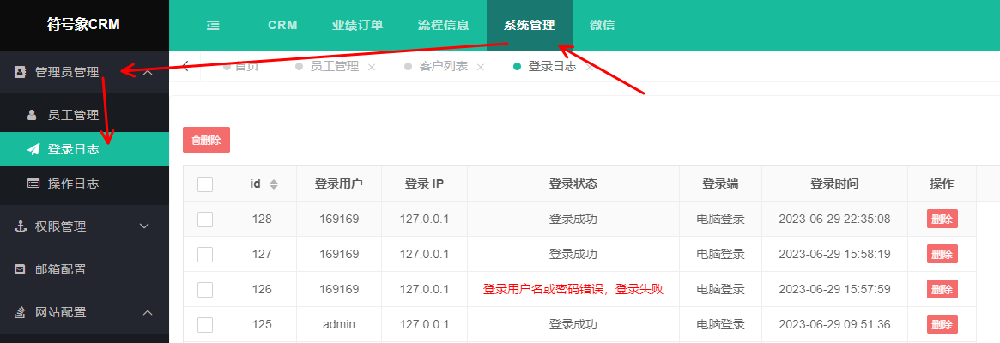 符号象CRM
CRM 业绩订单 流程信息 系统管理 微信
管理员管理
员工管理
登录日志
操作日志
权限管理
邮箱配置
网站配置
首页 员工管理 客户列表 登录日志
删除
id 登录用户 登录 IP 登录状态 登录端 登录时间 操作
128 169169 127.0.0.1 登录成功 电脑登录 2023-06-29 22:35:08 删除
127 169169 127.0.0.1 登录成功 电脑登录 2023-06-29 15:58:19 删除
126 169169 127.0.0.1 登录用户名或密码错误，登录失败 电脑登录 2023-06-29 15:57:59 删除
125 admin 127.0.0.1 登录成功 电脑登录 2023-06-29 09:51:36 删除